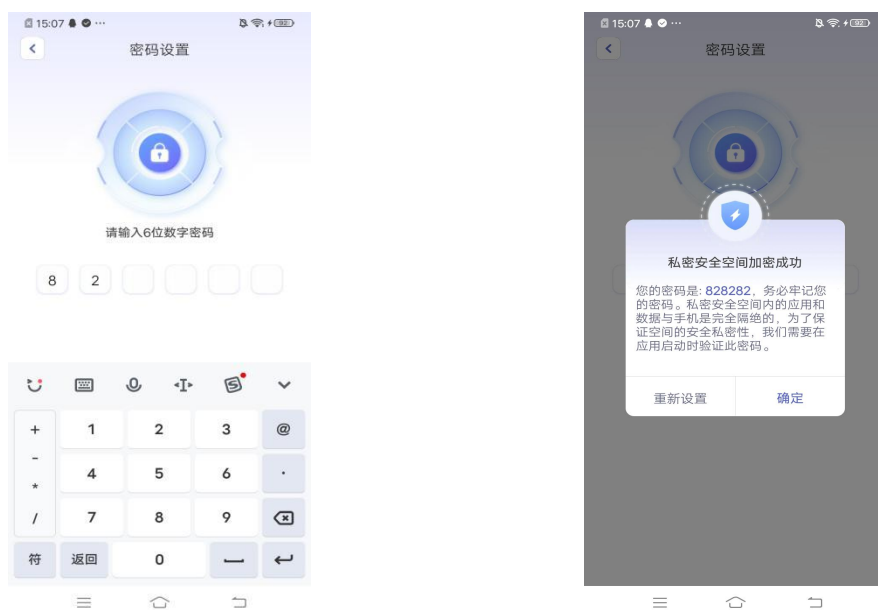 15:07 ···
92
密码设置
请输入6位数字密码
8 2
+ 1 2 3 @
- 4 5 6 .
*
/ 7 8 9
符 返回 0
15:07 ···
92
密码设置
私密安全空间加密成功
您的密码是: 828282, 务必牢记您
的密码。私密安全空间内的应用和
数据与手机是完全隔绝的，为了保
证空间的安全私密性，我们需要在
应用启动时验证此密码。
重新设置 确定